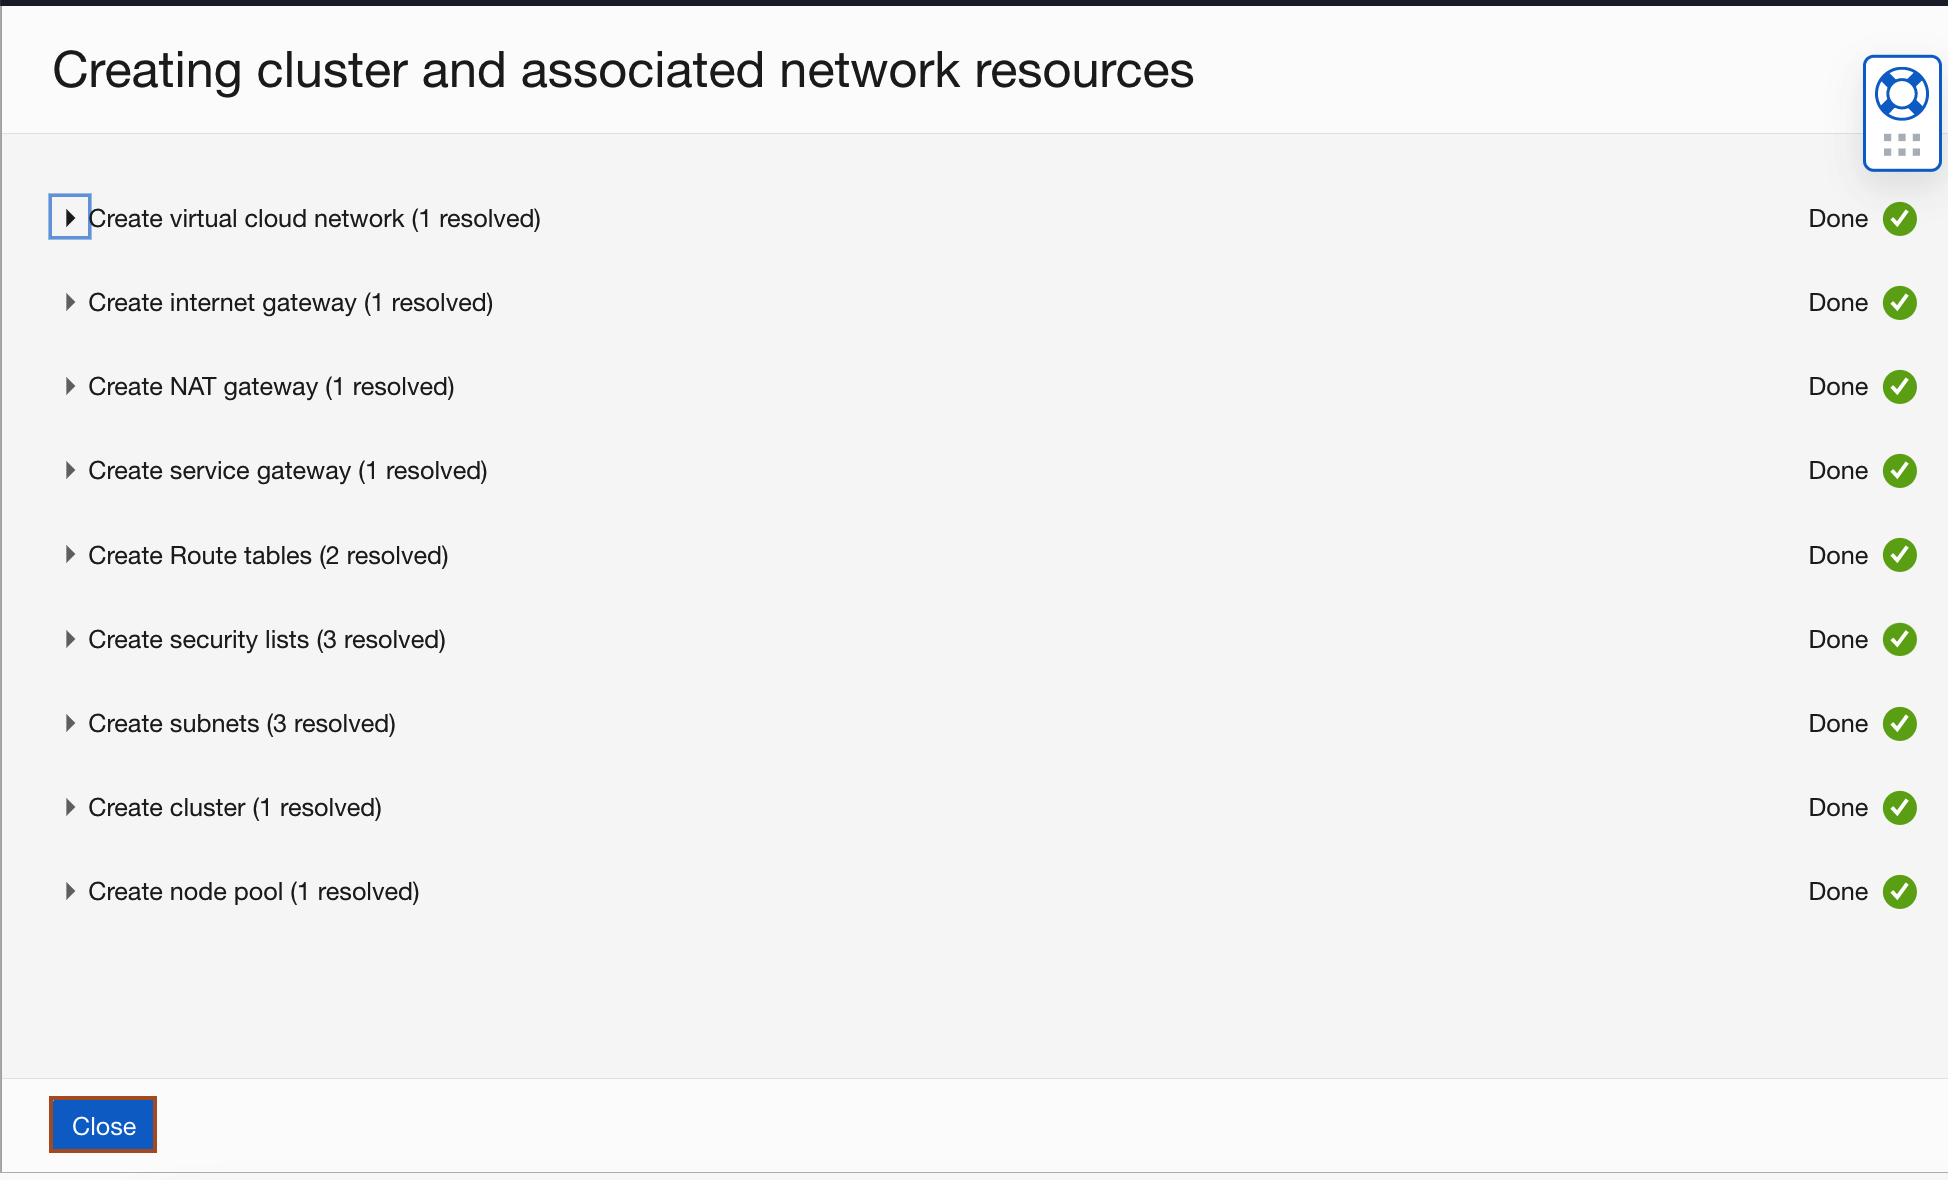 Creating cluster and associated network resources
Create virtual cloud network (1 resolved) Done
Create internet gateway (1 resolved) Done
Create NAT gateway (1 resolved) Done
Create service gateway (1 resolved) Done
Create Route tables (2 resolved) Done
Create security lists (3 resolved) Done
Create subnets (3 resolved) Done
Create cluster (1 resolved) Done
Create node pool (1 resolved) Done
Close